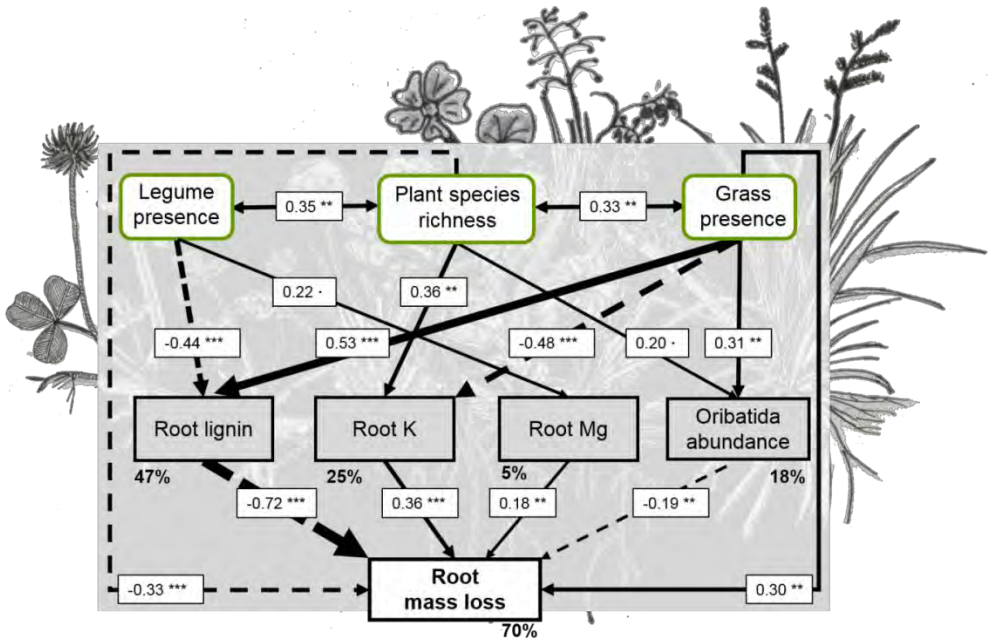 Legume
presence
0.35 **
Plant species
richness
0.33 **
Grass
presence
0.22 ·
0.36 **
-0.44 ***
0.53 ***
-0.48 ***
0.20 ·
0.31 **
Root lignin
Root K
Root Mg
Oribatida
abundance
47%
25%
5%
18%
-0.72 ***
0.36 ***
0.18 **
-0.19 **
-0.33 ***
Root
mass loss
0.30 **
70%